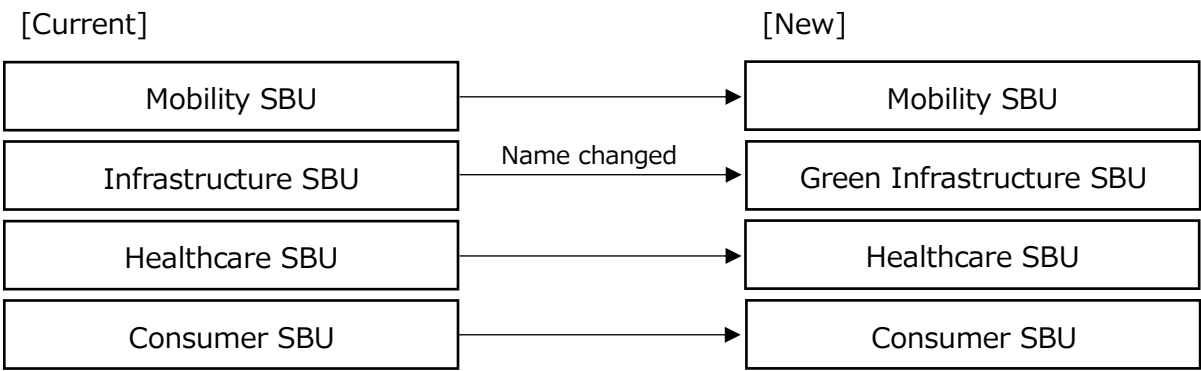 [Current]
[New]
Mobility SBU
Mobility SBU
Infrastructure SBU
Name changed
Green Infrastructure SBU
Healthcare SBU
Healthcare SBU
Consumer SBU
Consumer SBU